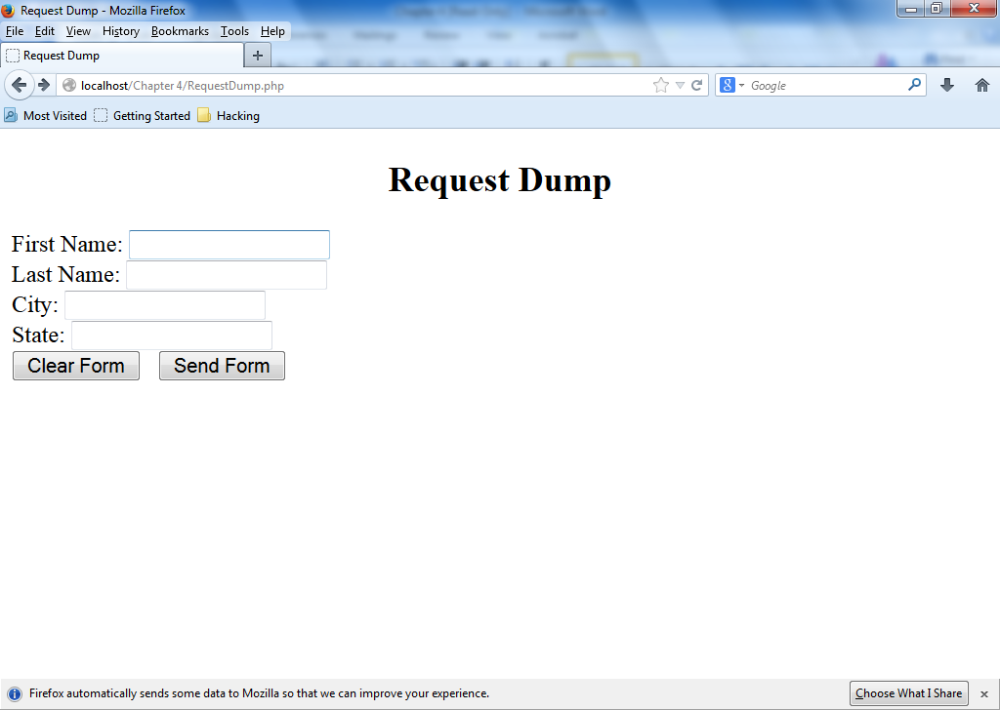 Request Dump - Mozilla Firefox
File Edit View History Bookmarks Tools Help
Request Dump
localhost/Chapter 4/RequestDump.php
Google
Most Visited Getting Started Hacking
Request Dump
First Name:
Last Name:
City:
State:
Clear Form Send Form
Firefox automatically sends some data to Mozilla so that we can improve your experience. Choose What I Share